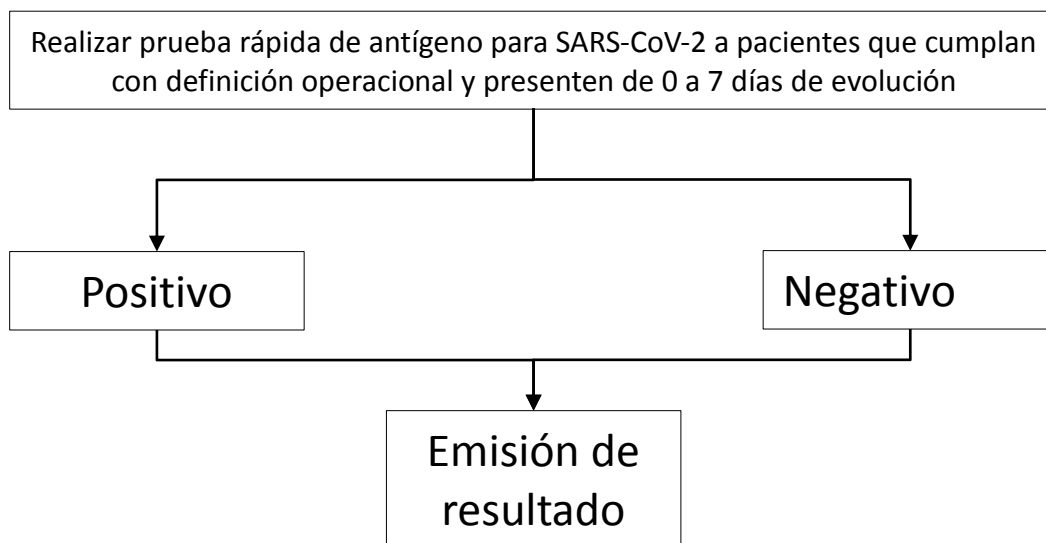 Realizar prueba rápida de antígeno para SARS-CoV-2 a pacientes que cumplan
con definición operacional y presenten de 0 a 7 días de evolución
Positivo
Negativo
Emisión de
resultado